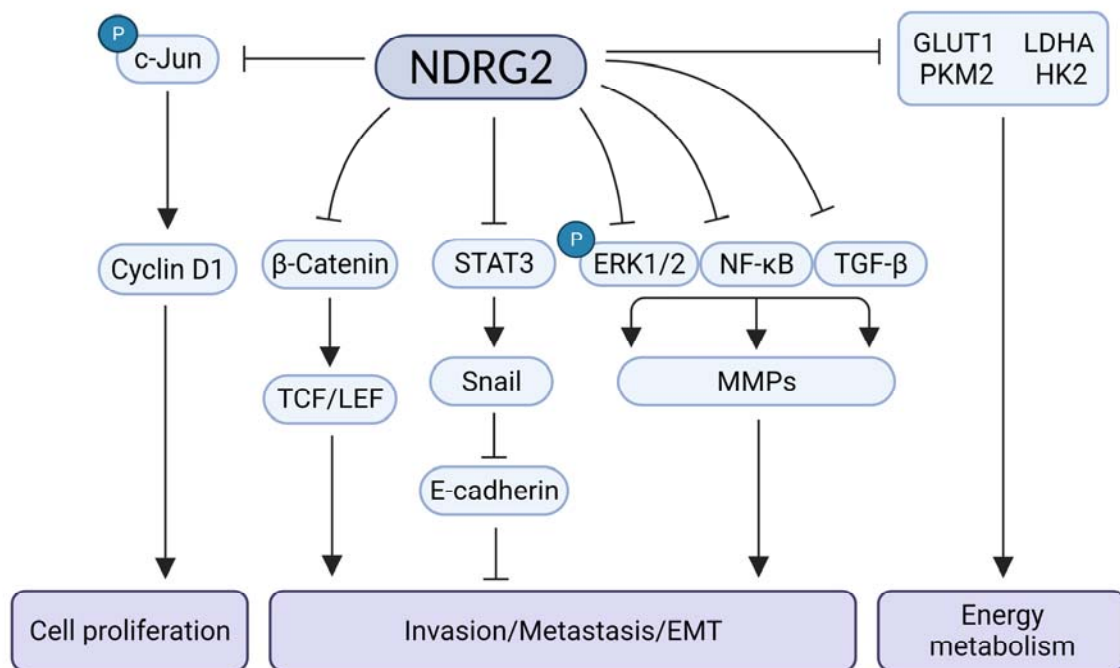 P
c-Jun
NDRG2
GLUT1 LDHA
PKM2 HK2
Cyclin D1
β-Catenin
STAT3
P
ERK1/2
NF-κB
TGF-β
TCF/LEF
Snail
MMPs
E-cadherin
Cell proliferation
Invasion/Metastasis/EMT
Energy
metabolism